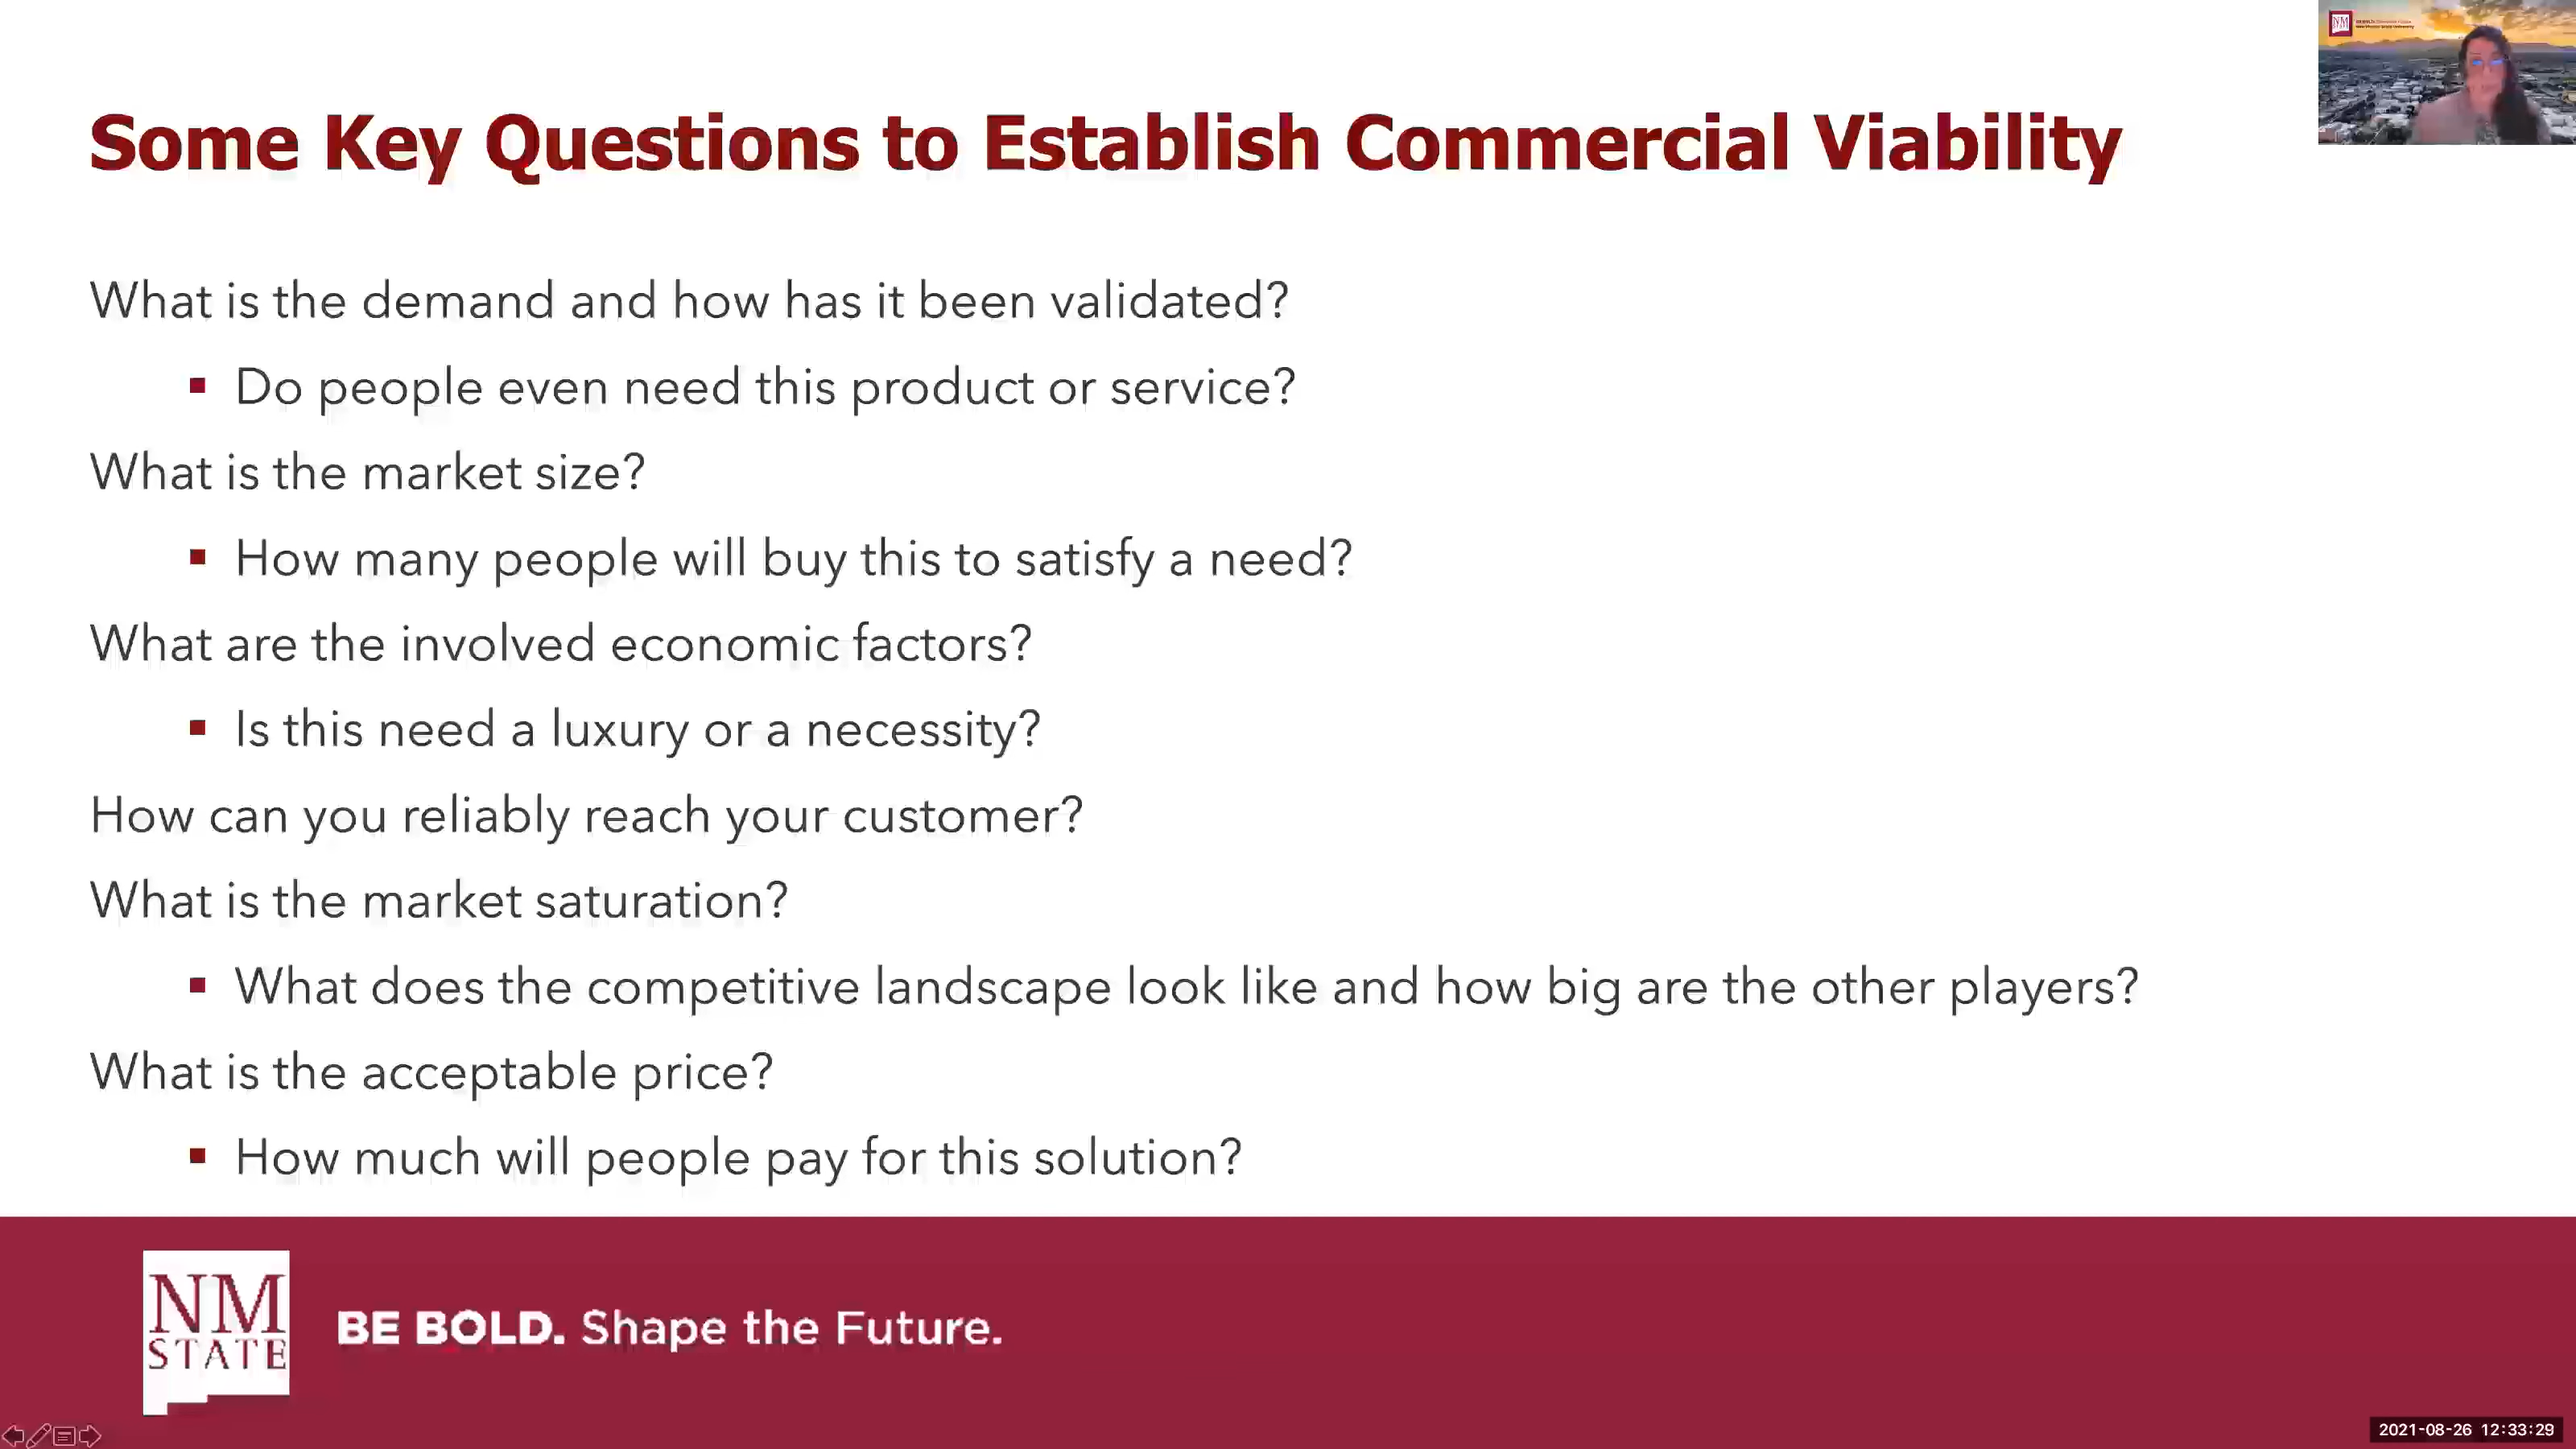 Some Key Questions to Establish Commercial Viability
What is the demand and how has it been validated?
▪ Do people even need this product or service?
What is the market size?
▪ How many people will buy this to satisfy a need?
What are the involved economic factors?
▪ Is this need a luxury or a necessity?
How can you reliably reach your customer?
What is the market saturation?
▪ What does the competitive landscape look like and how big are the other players?
What is the acceptable price?
▪ How much will people pay for this solution?
NM
STATE
BE BOLD. Shape the Future.
2021-08-26 12:33:29